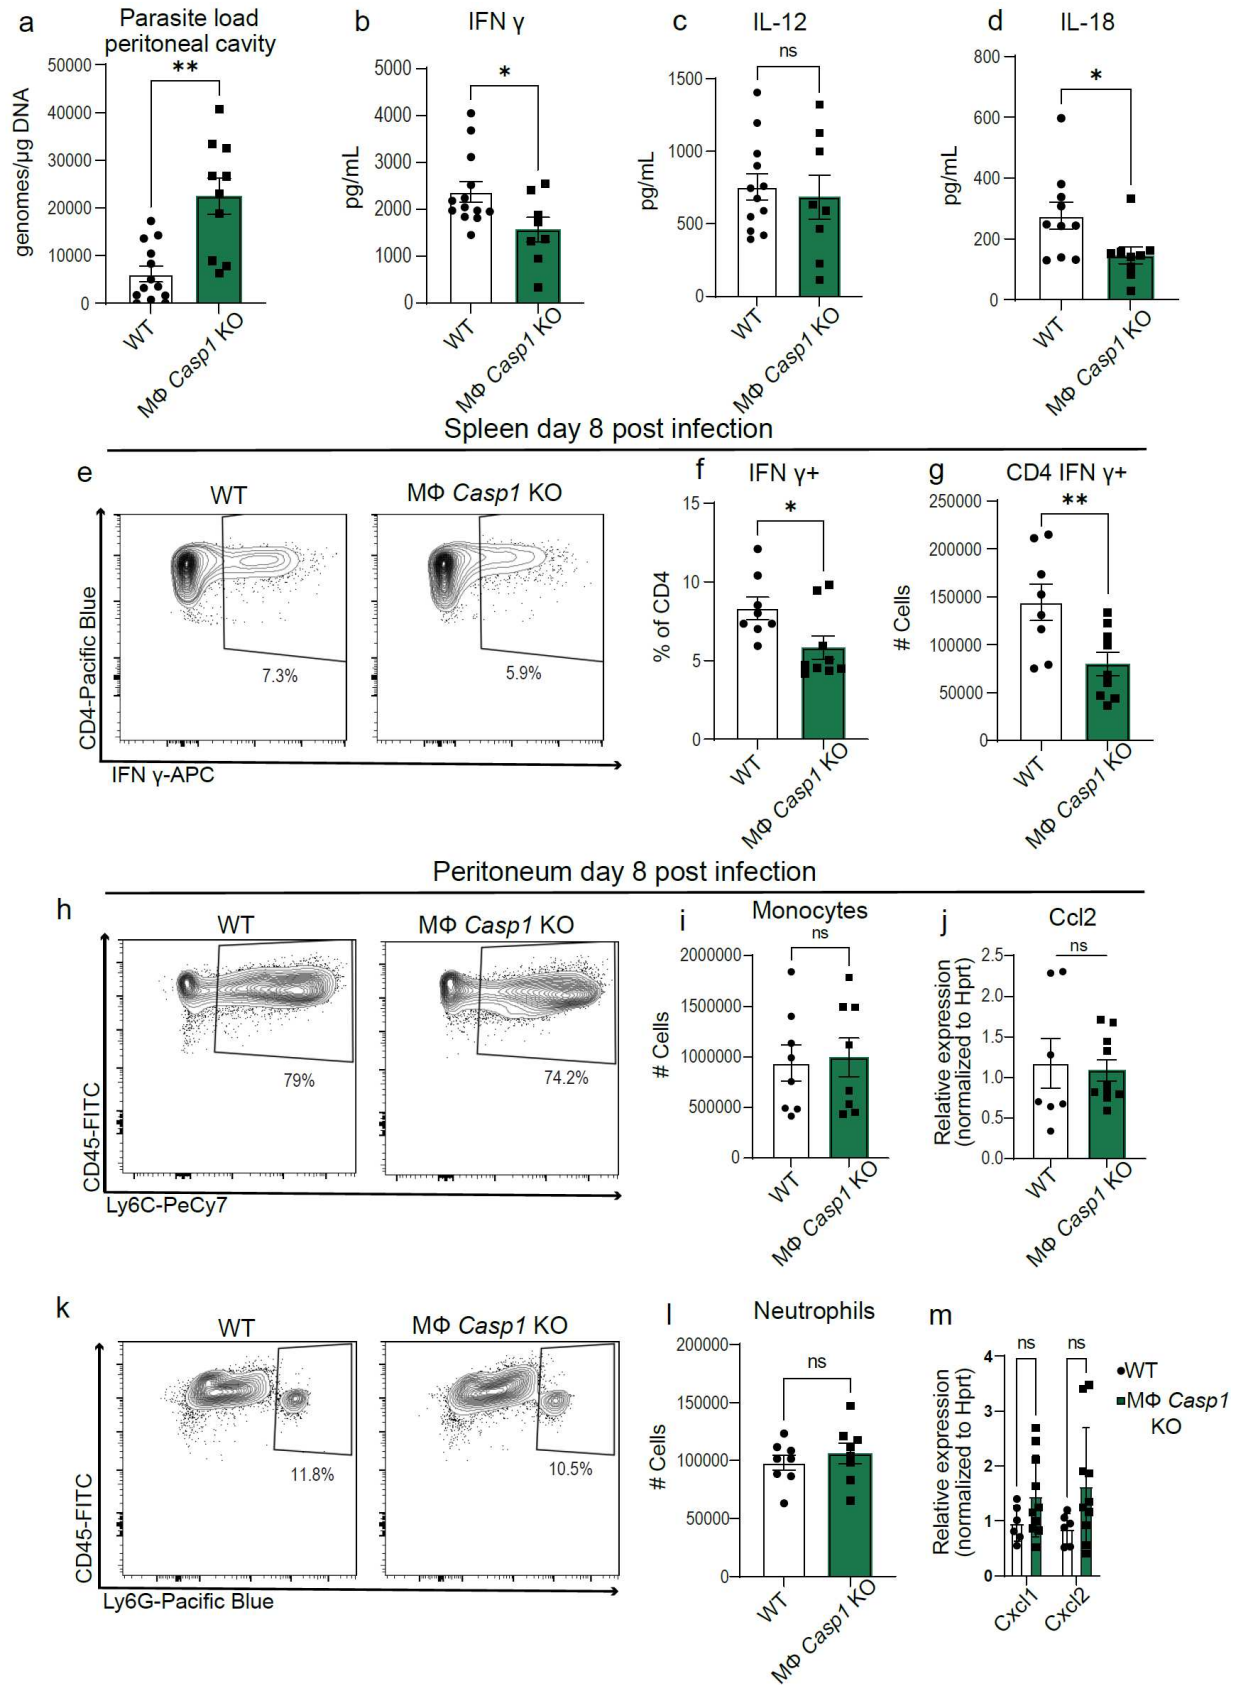 a
Parasite load
peritoneal cavity
**
50000
40000
30000
20000
10000
0
genomes/µg DNA
WT
MΦ Casp1 KO
b
IFN γ
*
5000
4000
3000
2000
1000
0
pg/mL
WT
MΦ Casp1 KO
c
IL-12
ns
1500
1000
500
0
pg/mL
WT
MΦ Casp1 KO
d
IL-18
*
800
600
400
200
0
pg/mL
WT
MΦ Casp1 KO
Spleen day 8 post infection
e
WT
MΦ Casp1 KO
7.3%
5.9%
CD4-Pacific Blue
IFN γ-APC
f
IFN γ+
*
15
10
5
0
% of CD4
WT
MΦ Casp1 KO
g
CD4 IFN γ+
**
250000
200000
150000
100000
50000
0
# Cells
WT
MΦ Casp1 KO
Peritoneum day 8 post infection
h
WT
MΦ Casp1 KO
79%
74.2%
CD45-FITC
Ly6C-PeCy7
i
Monocytes
ns
2000000
1500000
1000000
500000
0
# Cells
WT
MΦ Casp1 KO
j
Ccl2
ns
2.5
2.0
1.5
1.0
0.5
0.0
Relative expression
(normalized to Hprt)
WT
MΦ Casp1 KO
k
WT
MΦ Casp1 KO
11.8%
10.5%
CD45-FITC
Ly6G-Pacific Blue
l
Neutrophils
ns
200000
150000
100000
50000
0
# Cells
WT
MΦ Casp1 KO
m
ns
ns
4
3
2
1
0
Relative expression
(normalized to Hprt)
Cxcl1
Cxcl2
WT
MΦ Casp1
KO